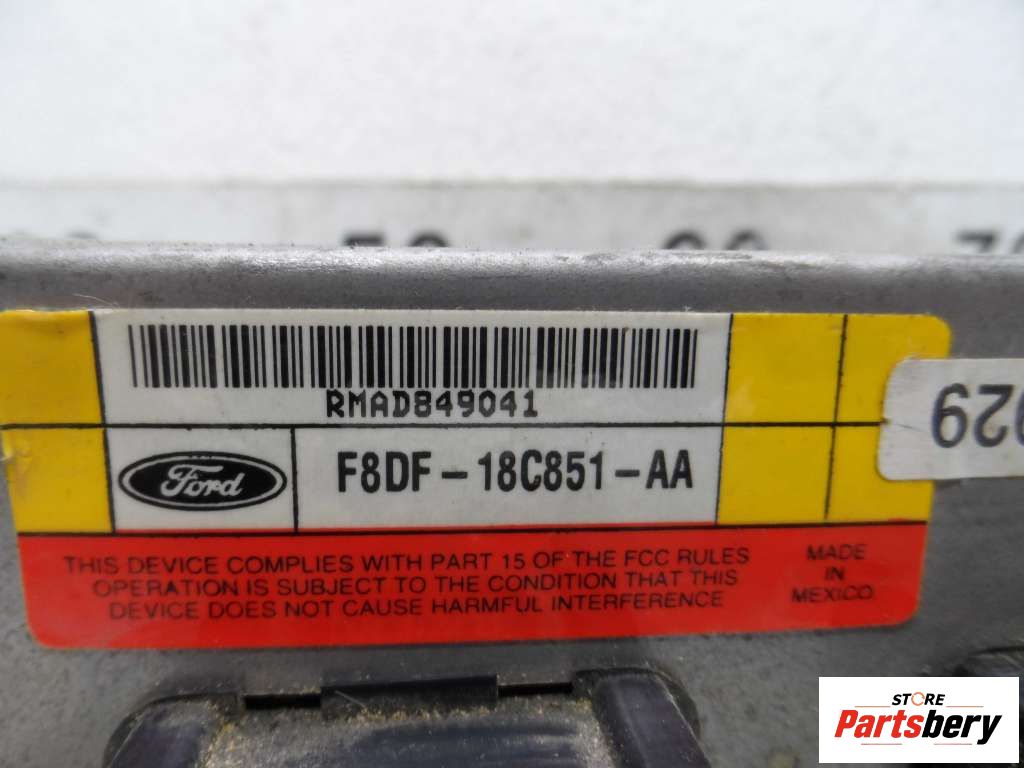 RMAD849041
Ford
F8DF-18C851-AA
THIS DEVICE COMPLIES WITH PART 15 OF THE FCC RULES
OPERATION IS SUBJECT TO THE CONDITION THAT THIS
DEVICE DOES NOT CAUSE HARMFUL INTERFERENCE
MADE
IN
MEXICO
929
STORE
Partsbery